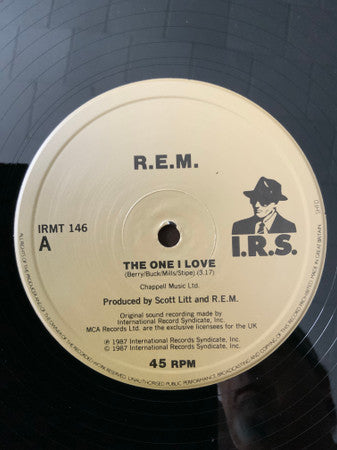 R.E.M.
IRMT 146
A
I.R.S.
THE ONE I LOVE
(Berry/Buck/Mills/Stipe) (3.17)
Chappell Music Ltd.
Produced by Scott Litt and R.E.M.
Original sound recording made by
International Record Syndicate, Inc.
MCA Records Ltd. are the exclusive licensees for the UK
℗ 1987 International Records Syndicate, Inc.
© 1987 International Records Syndicate, Inc.
45 RPM